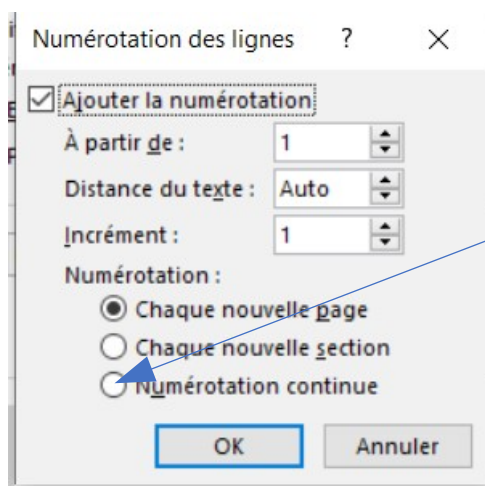 Numérotation des lignes ? ×
Ajouter la numérotation
À partir de : 1
Distance du texte : Auto
Incrément : 1
Numérotation :
Chaque nouvelle page
Chaque nouvelle section
Numérotation continue
OK Annuler